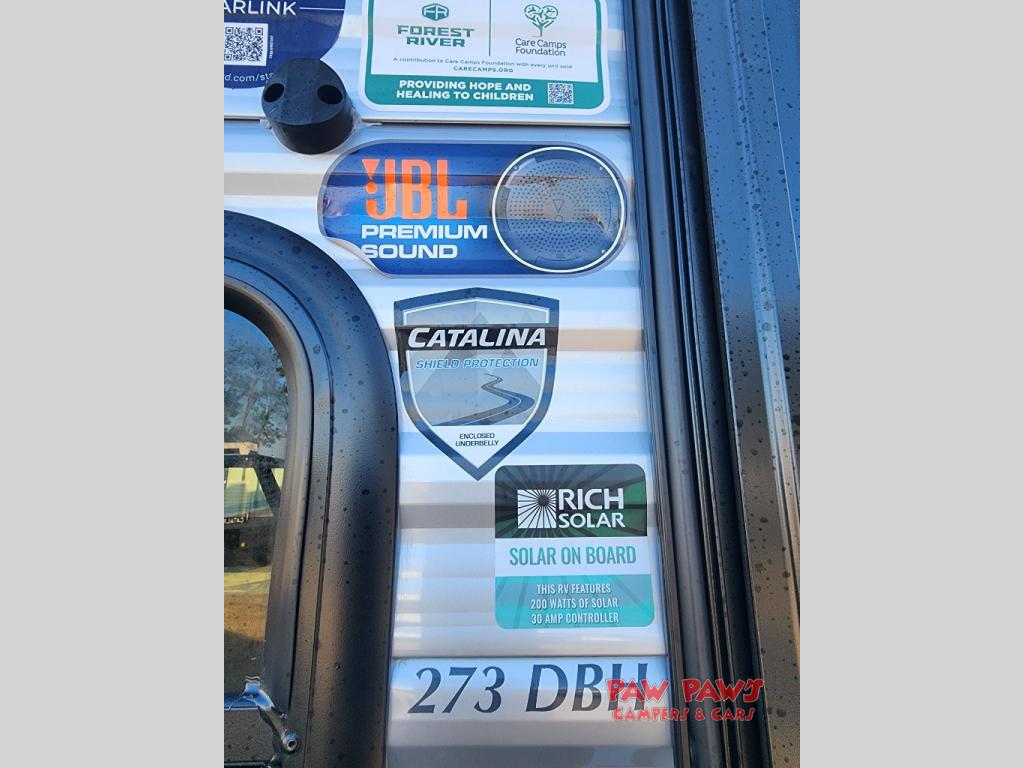 ARLINK
d.com/st
FR
FOREST
RIVER
Care Camps
Foundation
A contribution to Care Camps Foundation with every unit sold
CARECAMPS.ORG
PROVIDING HOPE AND
HEALING TO CHILDREN
JBL
PREMIUM
SOUND
CATALINA
SHIELD PROTECTION
ENCLOSED
UNDERBELLY
RICH
SOLAR
SOLAR ON BOARD
THIS RV FEATURES
200 WATTS OF SOLAR
30 AMP CONTROLLER
273 DBH
PAW PAW'S
CAMPERS & CARS